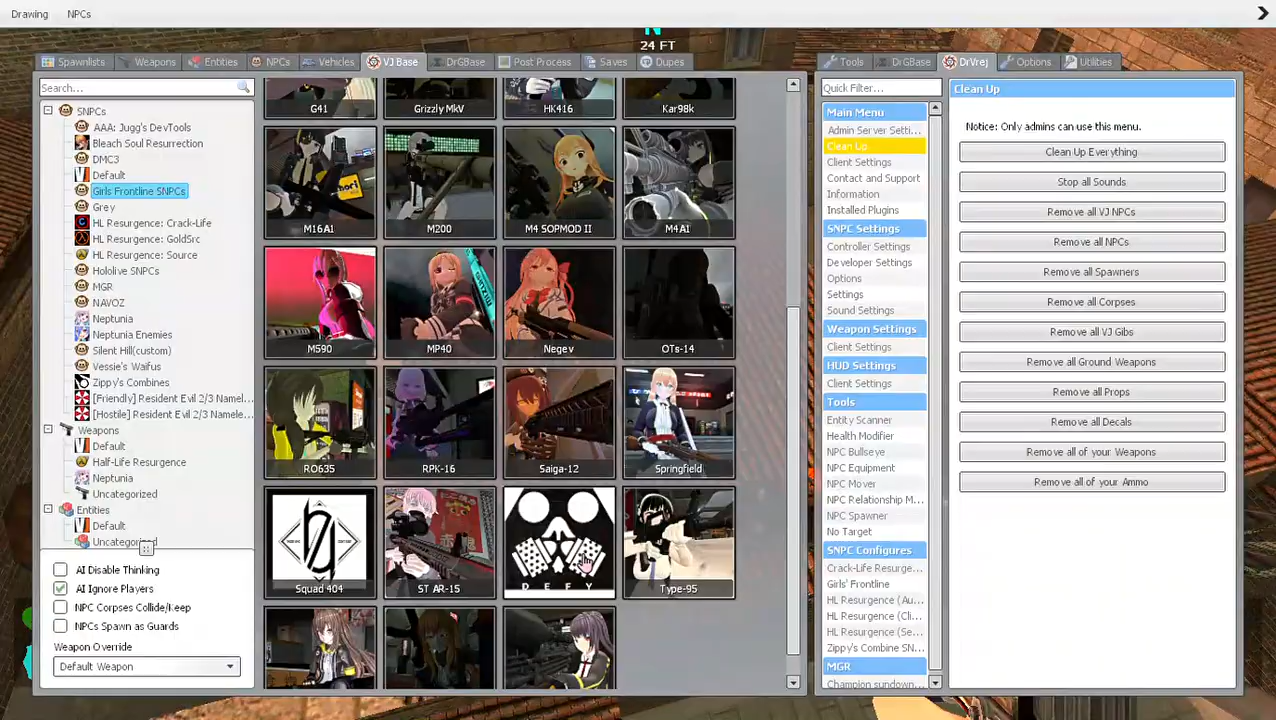 Drawing NPCs
N
24 FT
Spawnlists Weapons Entities NPCs Vehicles VJ Base DrGBase Post Process Saves Dupes
Tools DrGBase DrVrej Options Utilities
Search...
SNPCs
AAA: Jugg's DevTools
Bleach Soul Resurrection
DMC3
Default
Girls Frontline SNPCs
Grey
HL Resurgence: Crack-Life
HL Resurgence: GoldSrc
HL Resurgence: Source
Hololive SNPCs
MGR
NAVOZ
Neptunia
Neptunia Enemies
Silent Hill(custom)
Vessie's Waifus
Zippy's Combines
[Friendly] Resident Evil 2/3 Namel...
[Hostile] Resident Evil 2/3 Namele...
Weapons
Default
Half-Life Resurgence
Neptunia
Uncategorized
Entities
Default
AI Disable Thinking
AI Ignore Players
NPC Corpses Collide/Keep
NPCs Spawn as Guards
Weapon Override
Default Weapon
G41 Grizzly MkV HK416 Kar98k
M16A1 M200 M4 SOPMOD II M4A1
M590 MP40 Negev OTs-14
RO635 RPK-16 Saiga-12 Springfield
DEFY
Squad 404 ST AR-15 Type-95
Quick Filter...
Main Menu
Admin Server Setti...
Clean Up
Client Settings
Contact and Support
Information
Installed Plugins
SNPC Settings
Controller Settings
Developer Settings
Options
Settings
Sound Settings
Weapon Settings
Client Settings
HUD Settings
Client Settings
Tools
Entity Scanner
Health Modifier
NPC Bullseye
NPC Equipment
NPC Mover
NPC Relationship M...
NPC Spawner
No Target
SNPC Configures
Crack-Life Resurge...
Girls' Frontline
HL Resurgence (Au...
HL Resurgence (Cli...
HL Resurgence (Se...
Zippy's Combine SN...
MGR
Champion sundown...
Clean Up
Notice: Only admins can use this menu.
Clean Up Everything
Stop all Sounds
Remove all VJ NPCs
Remove all NPCs
Remove all Spawners
Remove all Corpses
Remove all VJ Gibs
Remove all Ground Weapons
Remove all Props
Remove all Decals
Remove all of your Weapons
Remove all of your Ammo